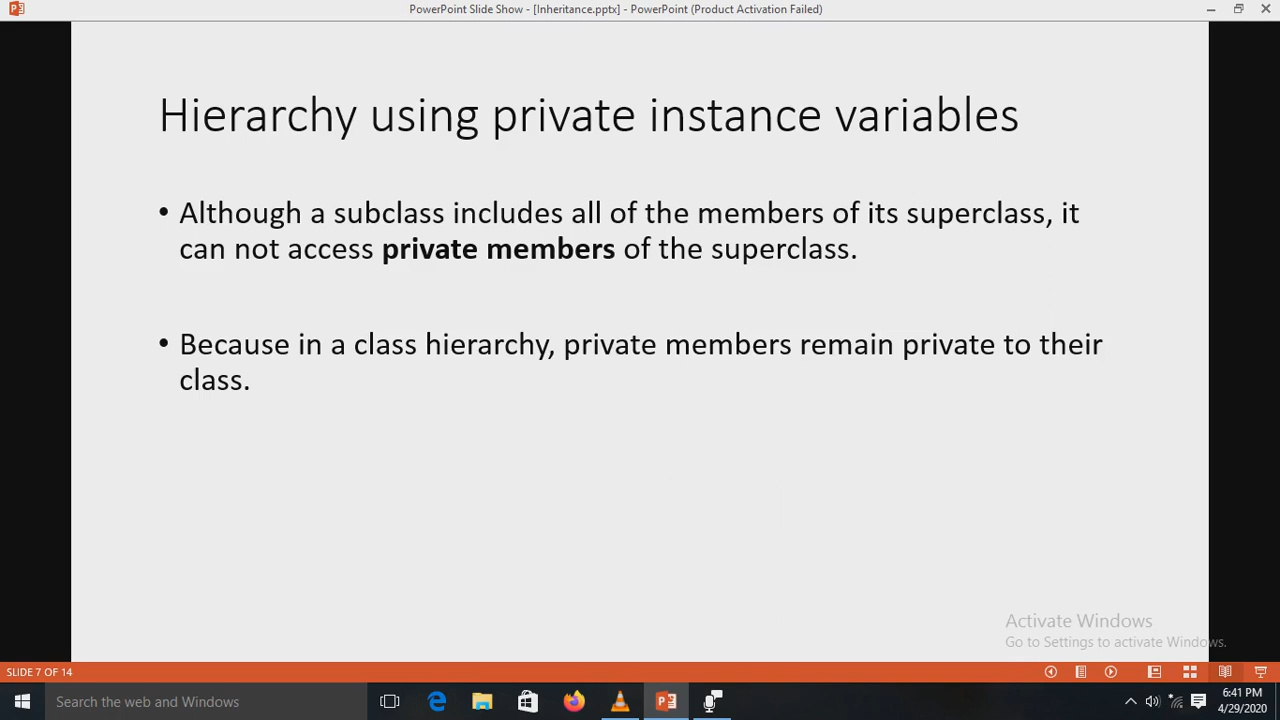 PowerPoint Slide Show - [Inheritance.pptx] - PowerPoint (Product Activation Failed)
Hierarchy using private instance variables
• Although a subclass includes all of the members of its superclass, it
can not access private members of the superclass.
• Because in a class hierarchy, private members remain private to their
class.
Activate Windows
Go to Settings to activate Windows.
SLIDE 7 OF 14
Search the web and Windows
6:41 PM
4/29/2020